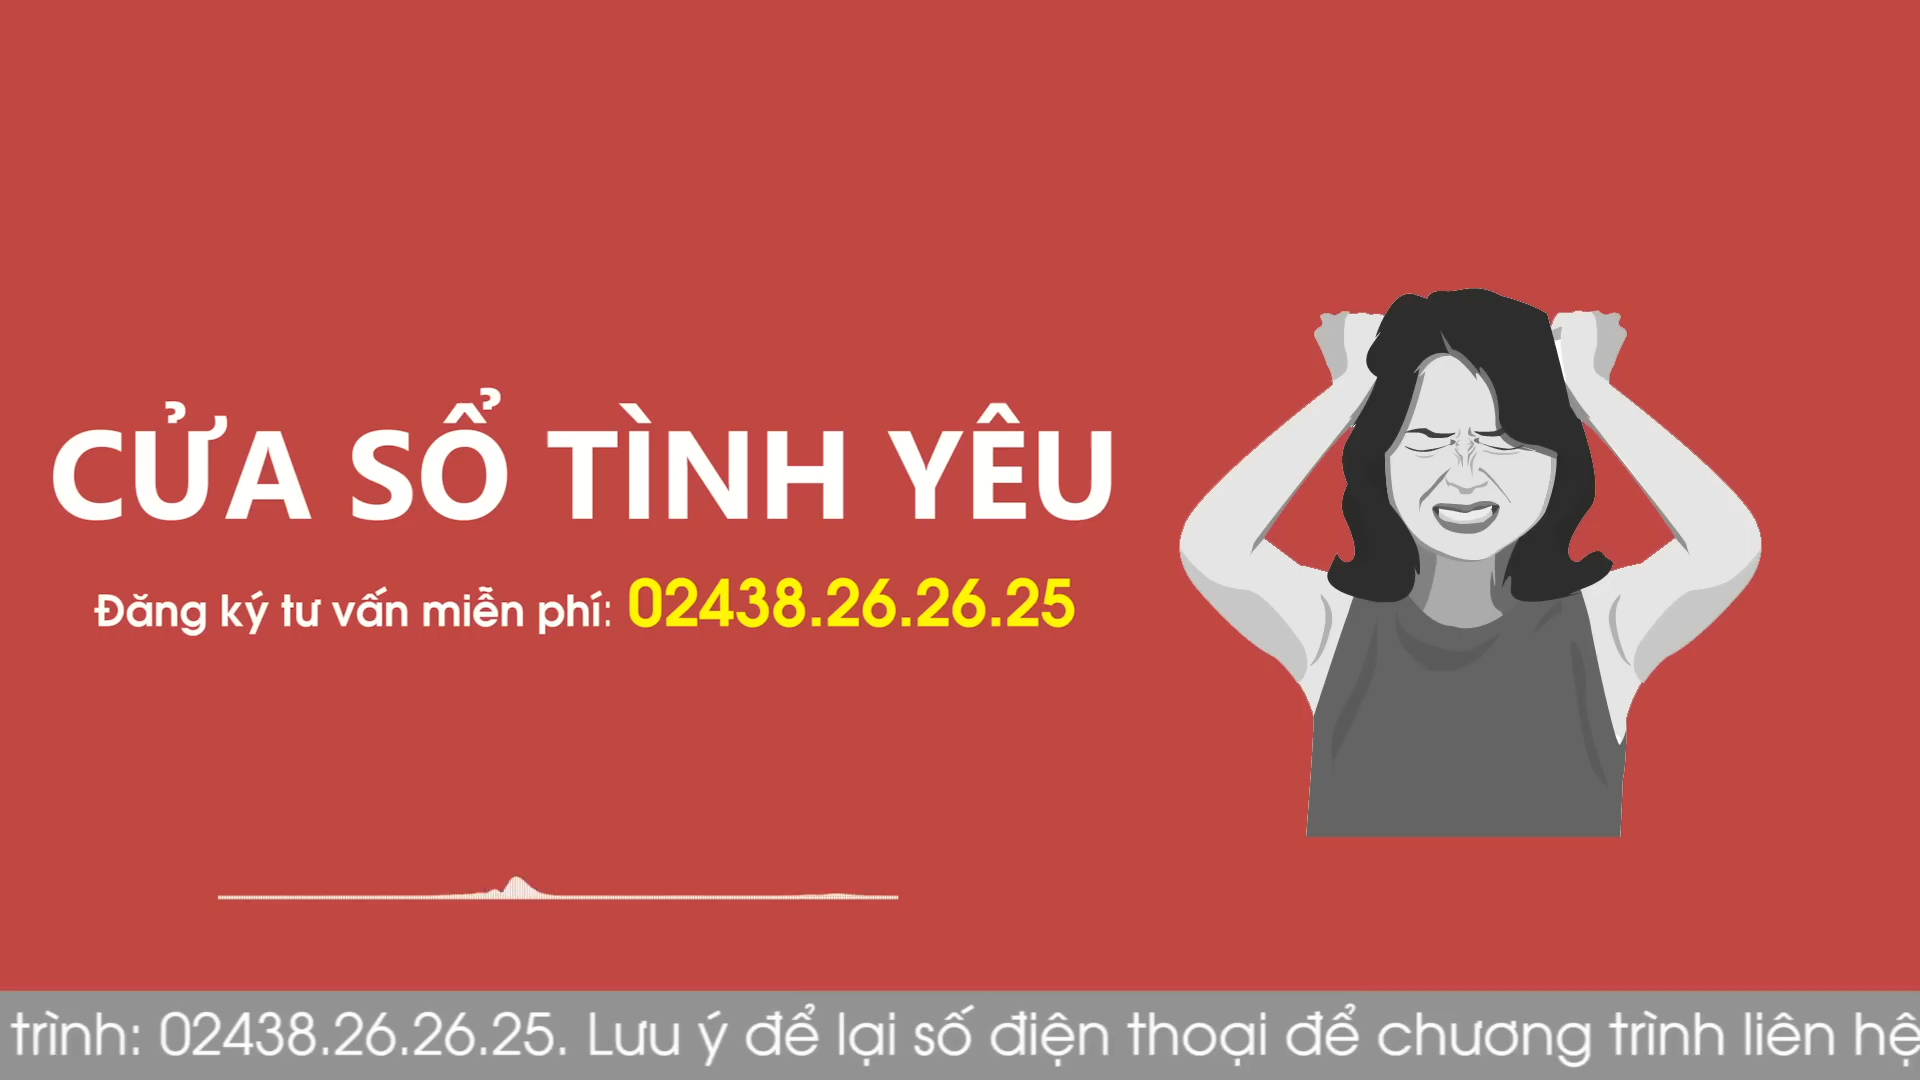 CỬA SỔ TÌNH YÊU
Đăng ký tư vấn miễn phí: 02438.26.26.25
trình: 02438.26.26.25. Lưu ý để lại số điện thoại để chương trình liên hệ